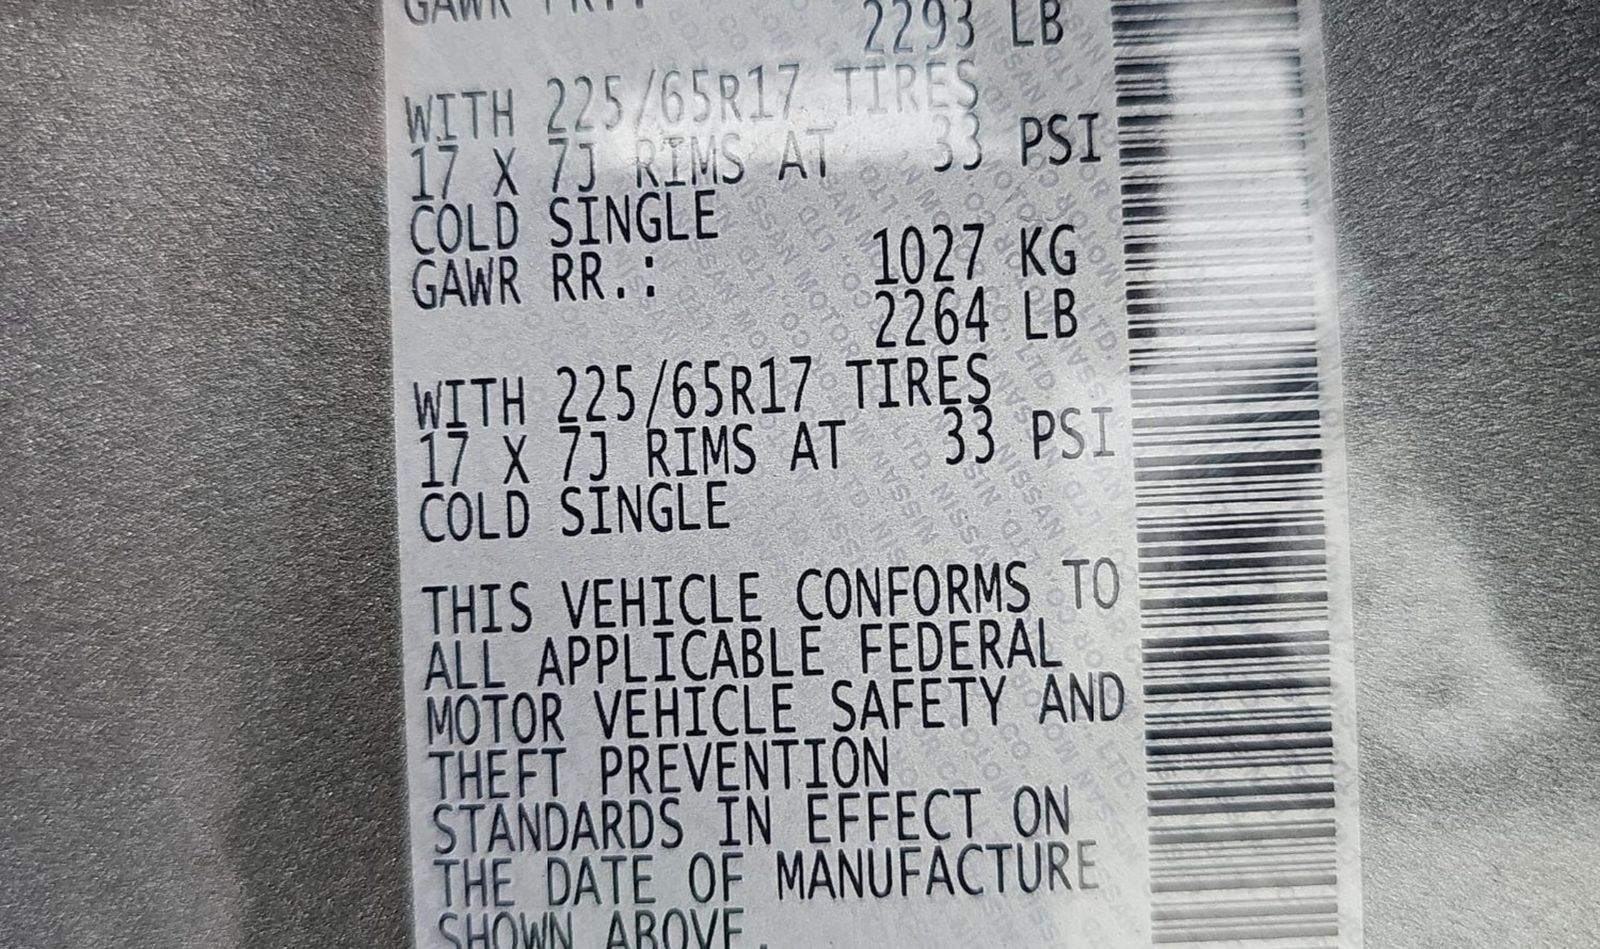 GAWR FRT.:
2293 LB
WITH 225/65R17 TIRES
17 X 7J RIMS AT 33 PSI
COLD SINGLE
GAWR RR.: 1027 KG
2264 LB
WITH 225/65R17 TIRES
17 X 7J RIMS AT 33 PSI
COLD SINGLE
THIS VEHICLE CONFORMS TO
ALL APPLICABLE FEDERAL
MOTOR VEHICLE SAFETY AND
THEFT PREVENTION
STANDARDS IN EFFECT ON
THE DATE OF MANUFACTURE
SHOWN ABOVE.